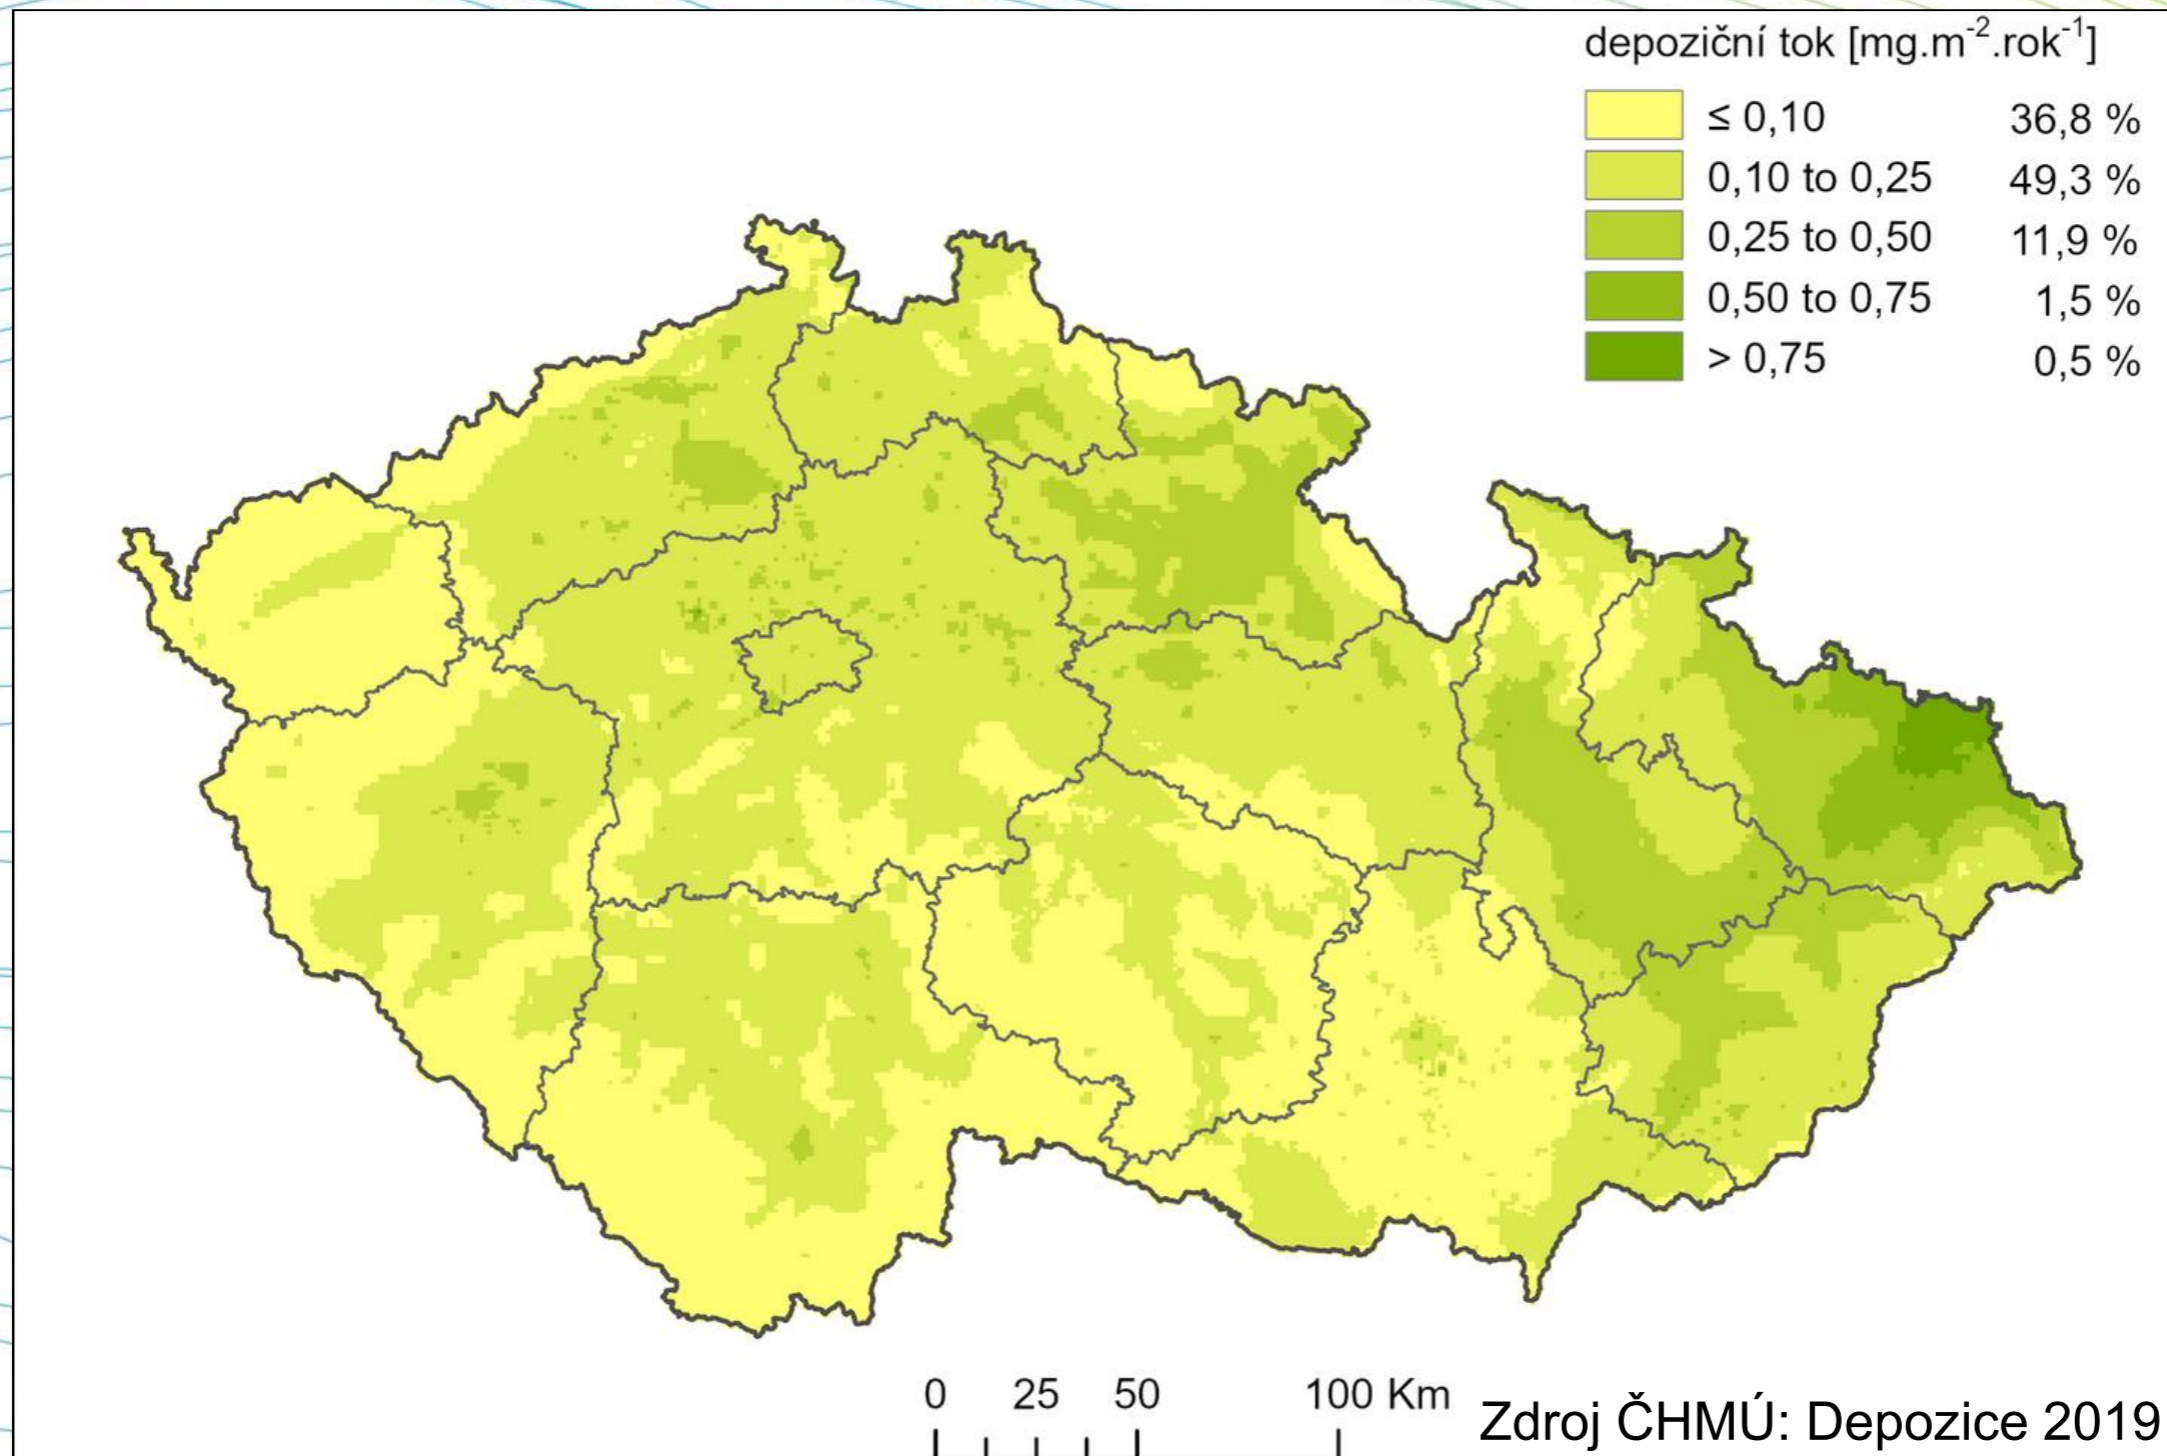 depoziční tok [mg.m⁻².rok⁻¹]
≤ 0,10 36,8 %
0,10 to 0,25 49,3 %
0,25 to 0,50 11,9 %
0,50 to 0,75 1,5 %
> 0,75 0,5 %
0 25 50 100 Km
Zdroj ČHMÚ: Depozice 2019